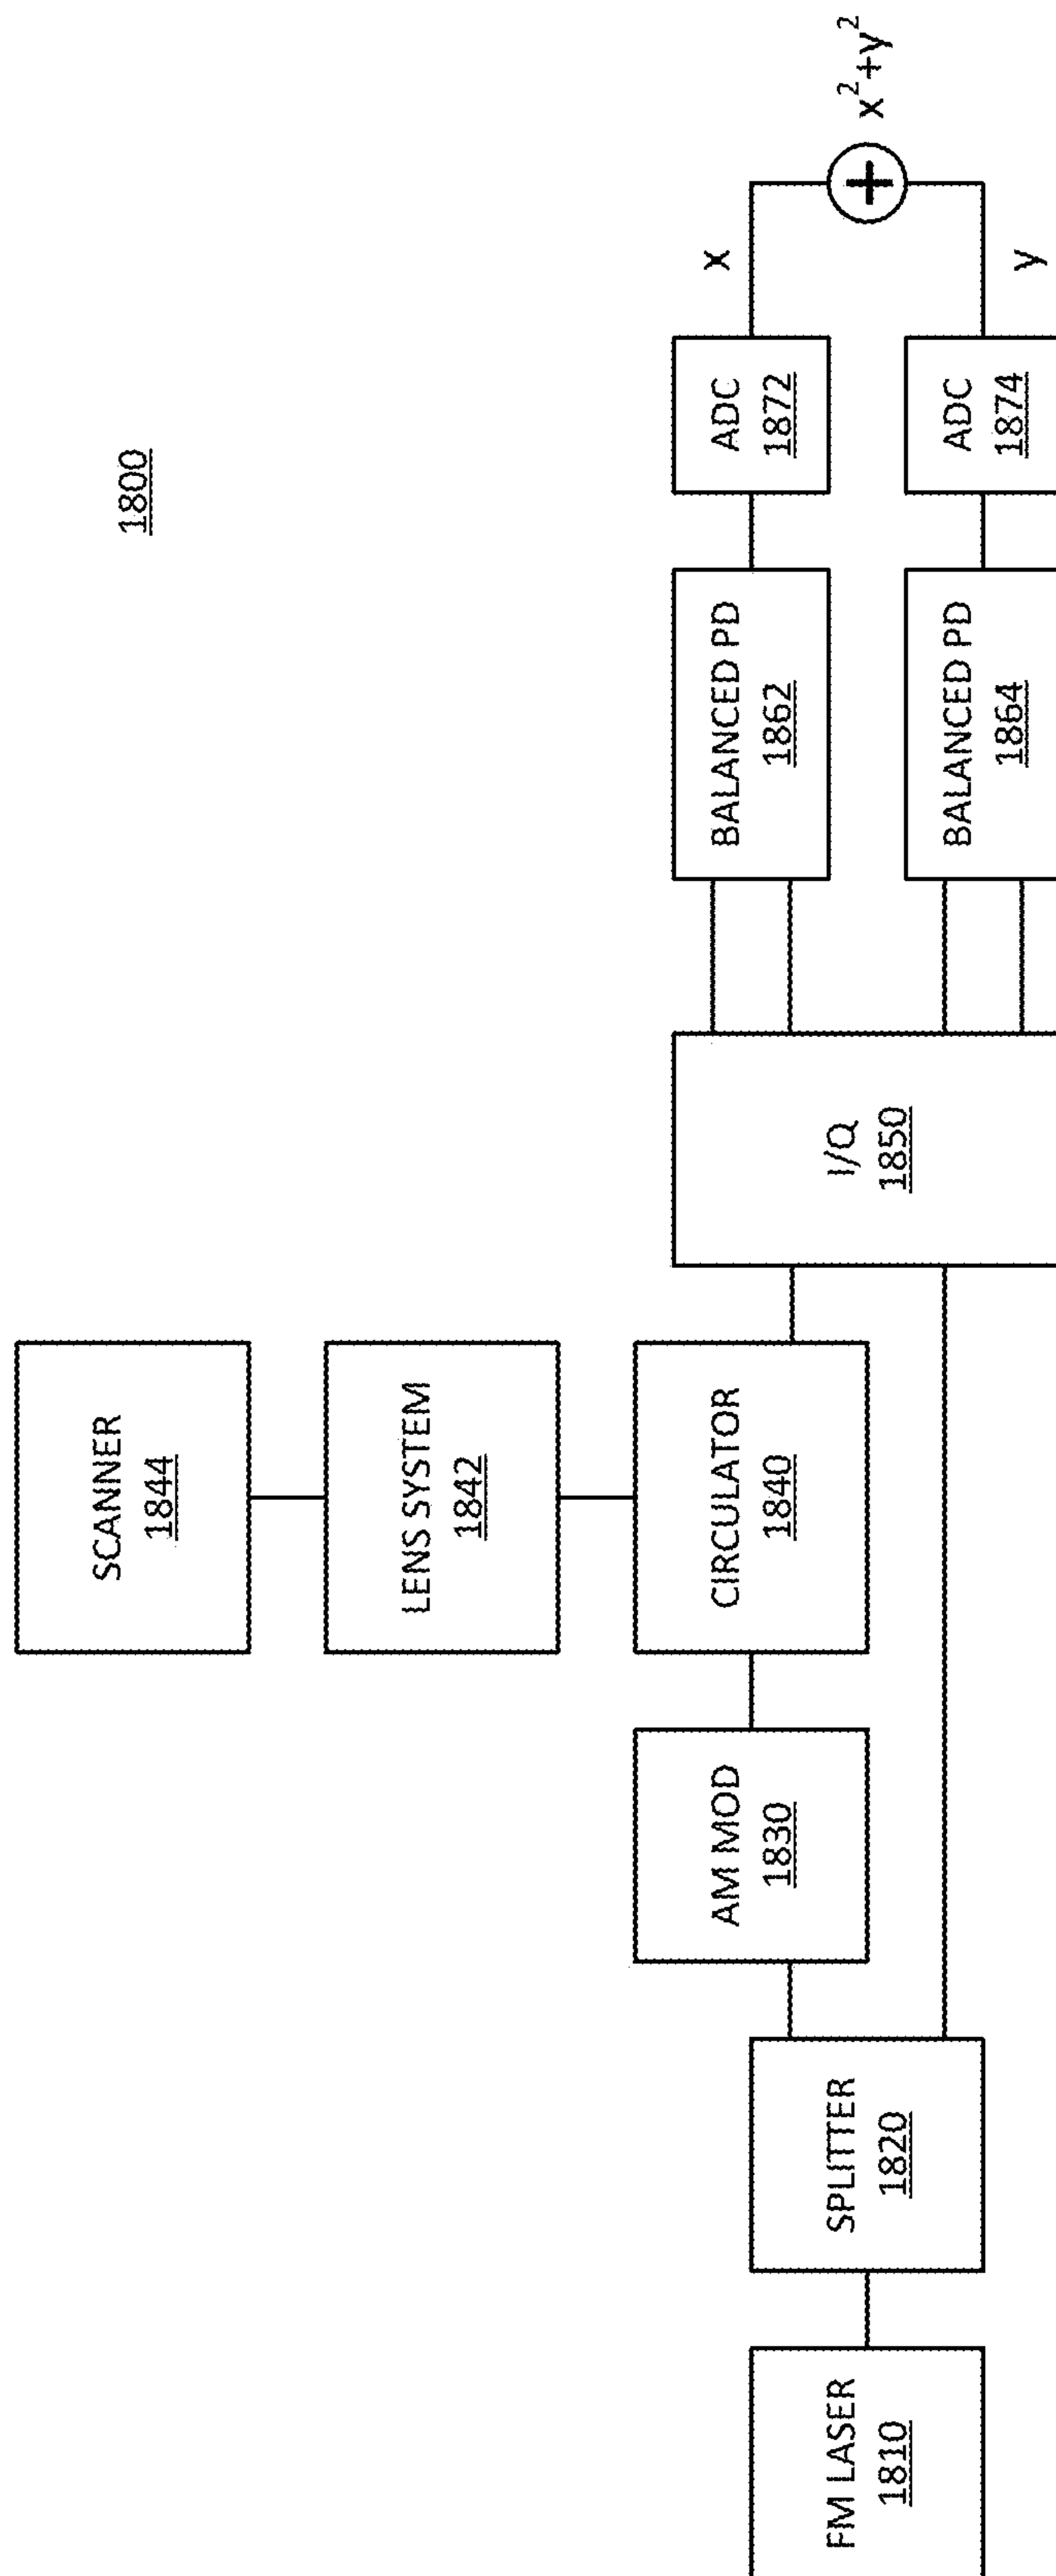 1800
SCANNER
1844
LENS SYSTEM
1842
FM LASER
1810
SPLITTER
1820
AM MOD
1830
CIRCULATOR
1840
I/Q
1850
BALANCED PD
1862
BALANCED PD
1864
ADC
1872
ADC
1874
x
y
x²+y²